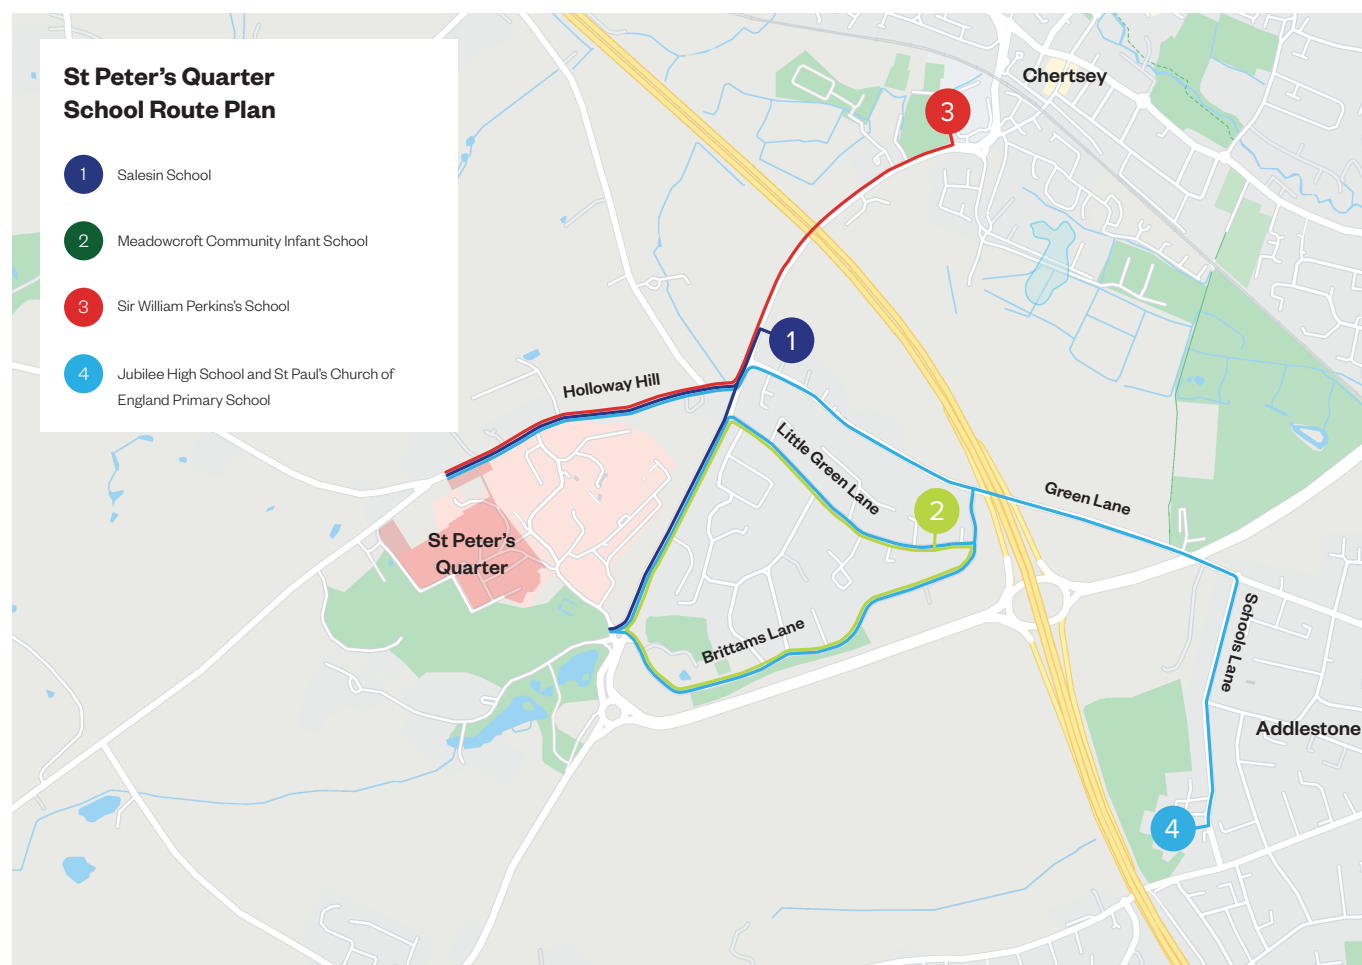 St Peter's Quarter
School Route Plan
1
Salesin School
2
Meadowcroft Community Infant School
3
Sir William Perkins's School
4
Jubilee High School and St Paul's Church of
England Primary School
Chertsey
3
1
Holloway Hill
Little Green Lane
2
Green Lane
St Peter's
Quarter
Brittams Lane
Schools Lane
Addlestone
4